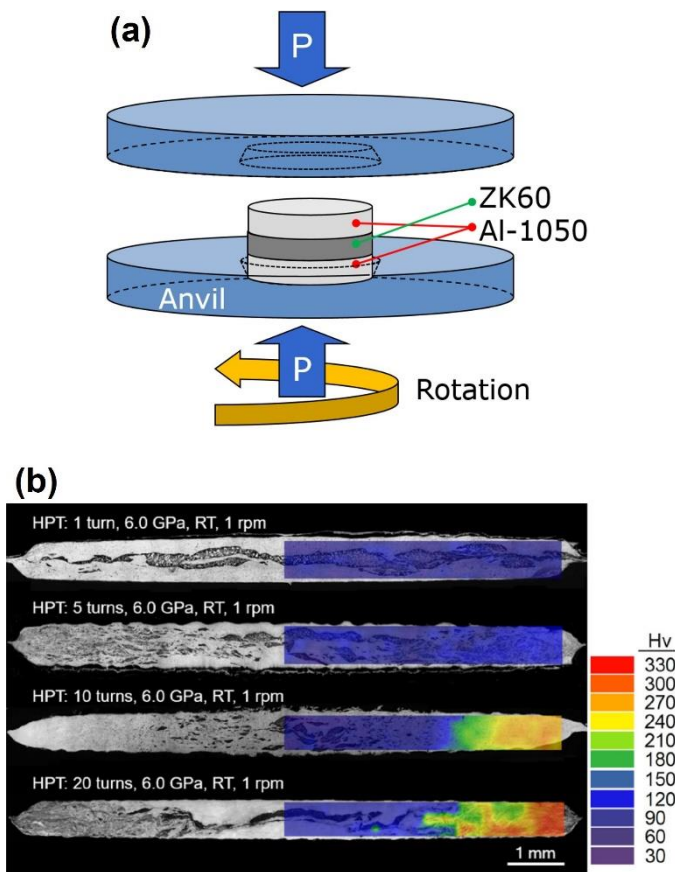 (a)
P
ZK60
Al-1050
Anvil
P
Rotation
(b)
HPT: 1 turn, 6.0 GPa, RT, 1 rpm
HPT: 5 turns, 6.0 GPa, RT, 1 rpm
HPT: 10 turns, 6.0 GPa, RT, 1 rpm
HPT: 20 turns, 6.0 GPa, RT, 1 rpm
1 mm
Hv
330
300
270
240
210
180
150
120
90
60
30